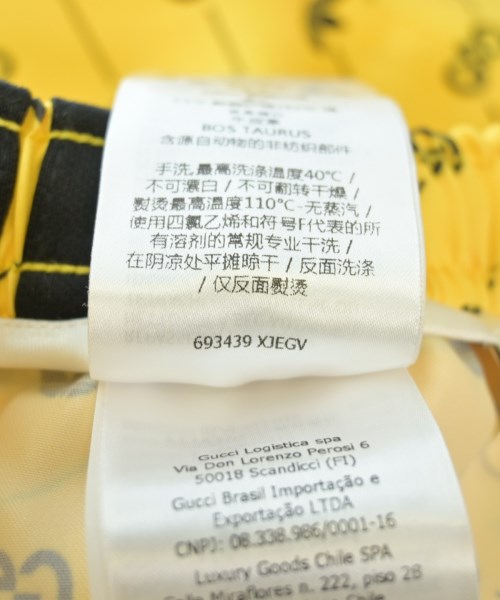 BOS TAURUS
含源自动物的非纺织部件
手洗,最高洗涤温度40℃ /
不可漂白 / 不可翻转干燥 /
熨烫最高温度110℃-无蒸汽 /
使用四氯乙烯和符号F代表的所
有溶剂的常规专业干洗 /
在阴凉处平摊晾干 / 反面洗涤
/ 仅反面熨烫
693439 XJEGV
Gucci Logistica spa
Via Don Lorenzo Perosi 6
50018 Scandicci (FI)
Gucci Brasil Importação e
Exportação LTDA
CNPJ: 08.338.986/0001-16
Luxury Goods Chile SPA
Miraflores n. 222, piso 28
Chile